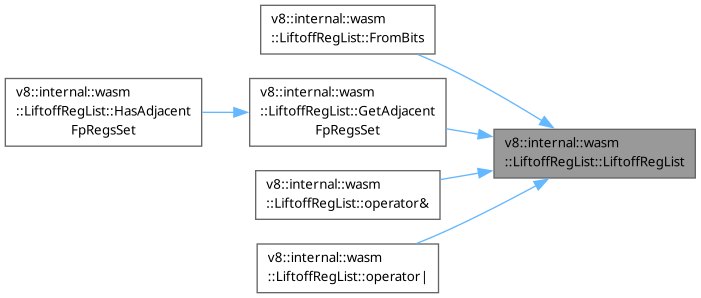 v8::internal::wasm
::LiftoffRegList::FromBits
v8::internal::wasm
::LiftoffRegList::HasAdjacent
FpRegsSet
v8::internal::wasm
::LiftoffRegList::GetAdjacent
FpRegsSet
v8::internal::wasm
::LiftoffRegList::LiftoffRegList
v8::internal::wasm
::LiftoffRegList::operator&
v8::internal::wasm
::LiftoffRegList::operator|